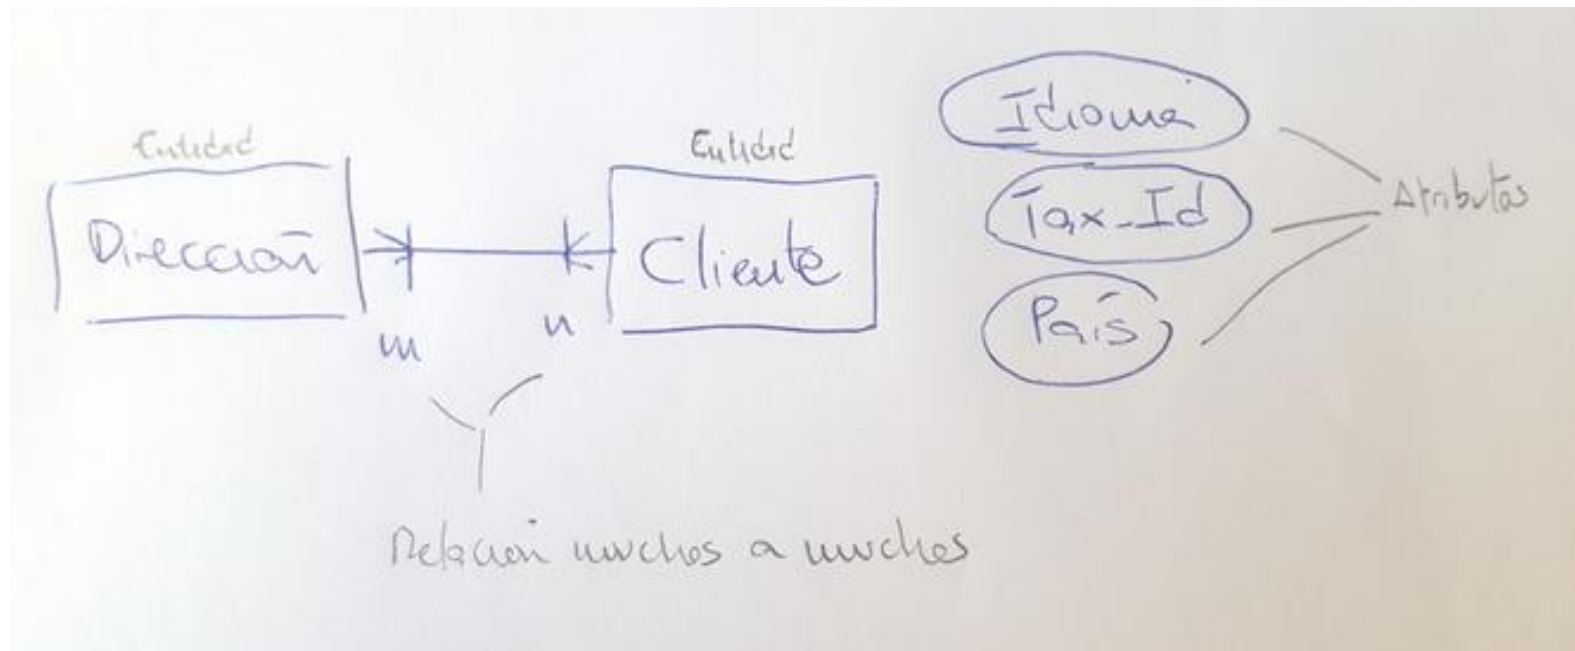 Entidad
Entidad
Dirección
Cliente
m
n
Idioma
Tax_Id
País
Atributos
Relación muchos a muchos